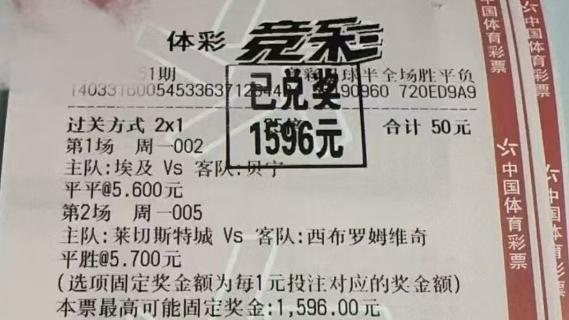 体彩 竞彩
51期 球半全场胜平负
已兑奖
1596元
90960 720ED9A9
过关方式 2x1 合计 50元
第1场 周一002
主队:埃及 Vs 客队:贝宁
平平@5.600元
第2场 周一005
主队:莱切斯特城 Vs 客队:西布罗姆维奇
平胜@5.700元
(选项固定奖金额为每1元投注对应的奖金额)
本票最高可能固定奖金:1,596.00元
中国体育彩票
中国体育彩票
中国体育彩票